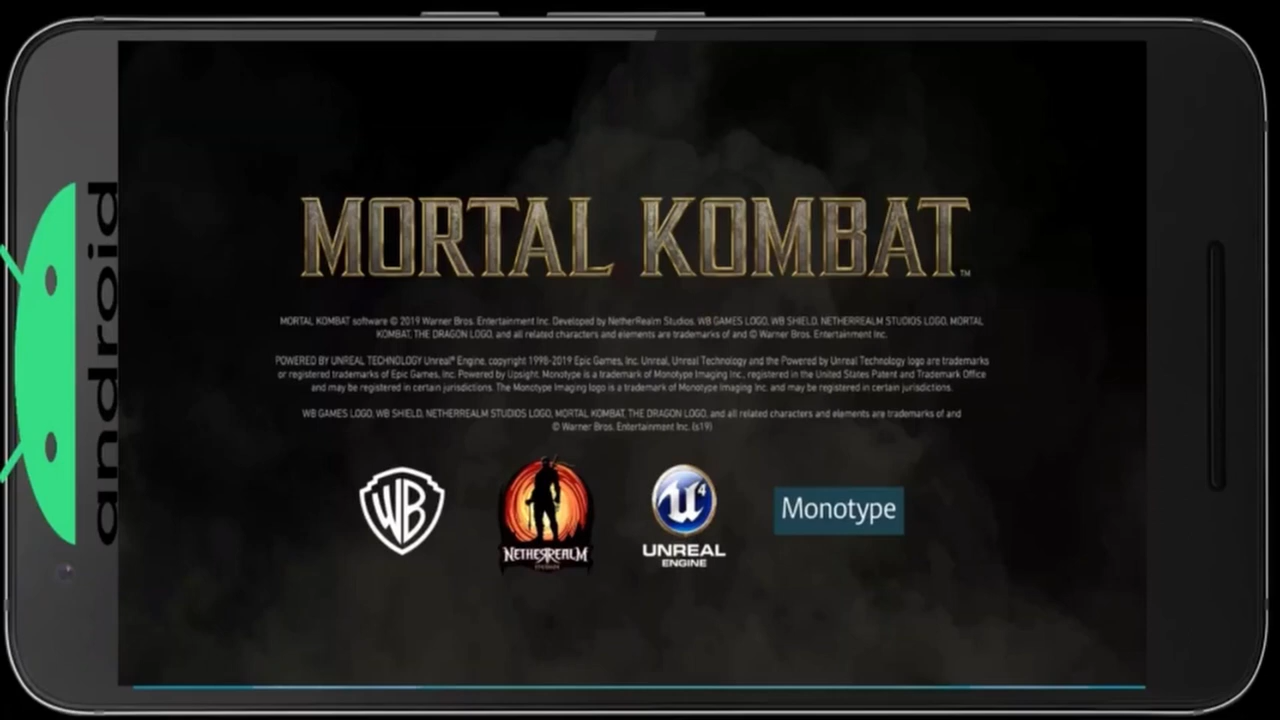 android
MORTAL KOMBAT™
MORTAL KOMBAT software © 2019 Warner Bros. Entertainment Inc. Developed by NetherRealm Studios. WB GAMES LOGO, WB SHIELD, NETHERREALM STUDIOS LOGO, MORTAL
KOMBAT, THE DRAGON LOGO, and all related characters and elements are trademarks of and © Warner Bros. Entertainment Inc.
POWERED BY UNREAL TECHNOLOGY Unreal® Engine, copyright 1998-2019 Epic Games, Inc. Unreal, Unreal Technology and the Powered by Unreal Technology logo are trademarks
or registered trademarks of Epic Games, Inc. Powered by Upsight. Monotype is a trademark of Monotype Imaging Inc., registered in the United States Patent and Trademark Office
and may be registered in certain jurisdictions. The Monotype Imaging logo is a trademark of Monotype Imaging Inc. and may be registered in certain jurisdictions.
WB GAMES LOGO, WB SHIELD, NETHERREALM STUDIOS LOGO, MORTAL KOMBAT, THE DRAGON LOGO, and all related characters and elements are trademarks of and
© Warner Bros. Entertainment Inc. (s19)
WB
NETHERREALM
STUDIOS
U4
UNREAL
ENGINE
Monotype